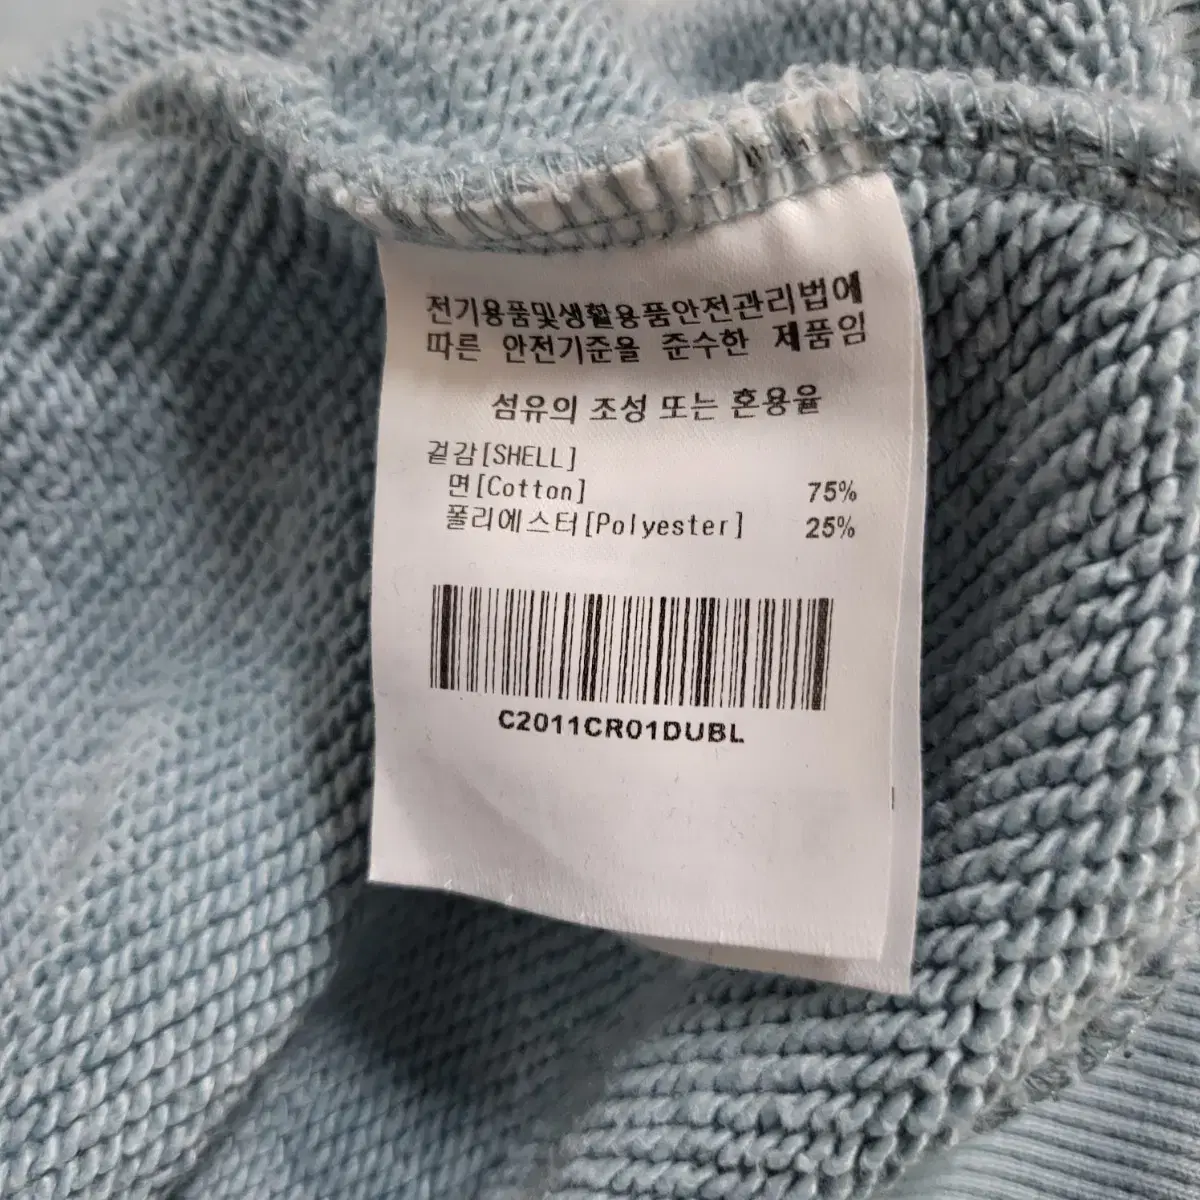 전기용품및생활용품안전관리법에
따른 안전기준을 준수한 제품임
섬유의 조성 또는 혼용율
겉감[SHELL]
면[Cotton] 75%
폴리에스터[Polyester] 25%
C2011CR01DUBL